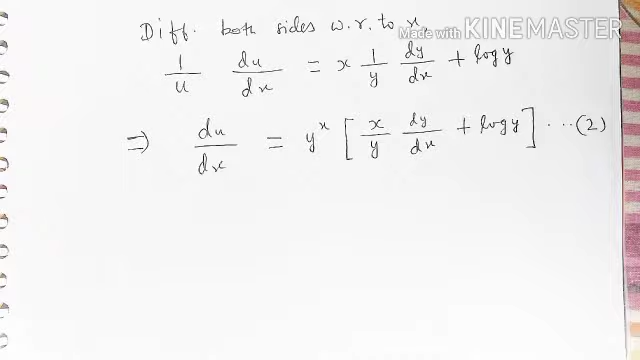 Diff. both sides w.r. to x
Made with KINEMASTER
1/u du/dx = x 1/y dy/dx + log y
⇒ du/dx = y^x [ x/y dy/dx + log y ] ... (2)